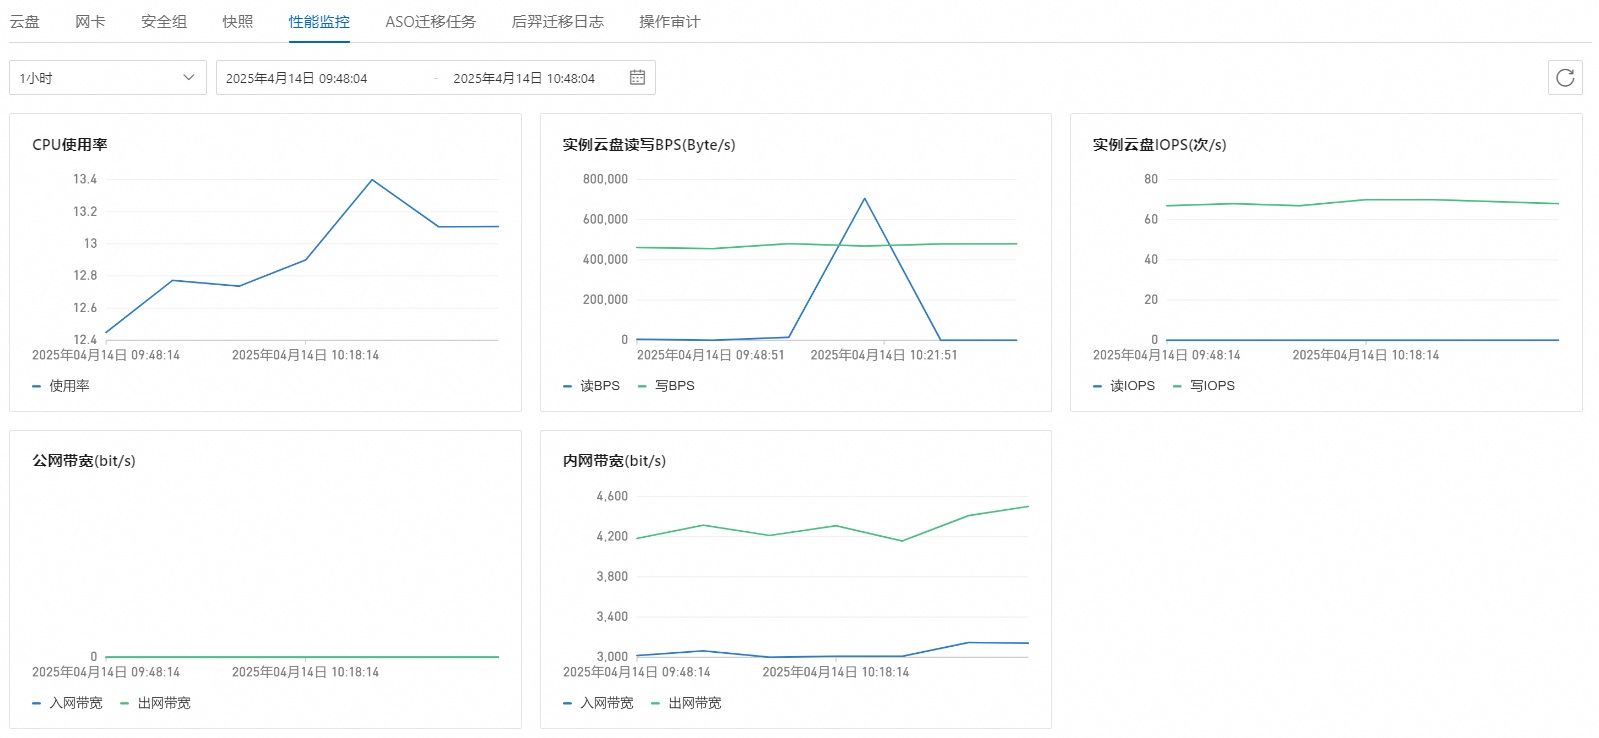 云盘 网卡 安全组 快照 性能监控 ASO迁移任务 后羿迁移日志 操作审计
1小时 2025年4月14日 09:48:04 - 2025年4月14日 10:48:04
CPU使用率
13.4
13.2
13
12.8
12.6
12.4
2025年04月14日 09:48:14 2025年04月14日 10:18:14
使用率
实例云盘读写BPS(Byte/s)
800,000
600,000
400,000
200,000
0
2025年04月14日 09:48:51 2025年04月14日 10:21:51
读BPS 写BPS
实例云盘IOPS(次/s)
80
60
40
20
0
2025年04月14日 09:48:14 2025年04月14日 10:18:14
读IOPS 写IOPS
公网带宽(bit/s)
0
2025年04月14日 09:48:14 2025年04月14日 10:18:14
入网带宽 出网带宽
内网带宽(bit/s)
4,600
4,200
3,800
3,400
3,000
2025年04月14日 09:48:14 2025年04月14日 10:18:14
入网带宽 出网带宽